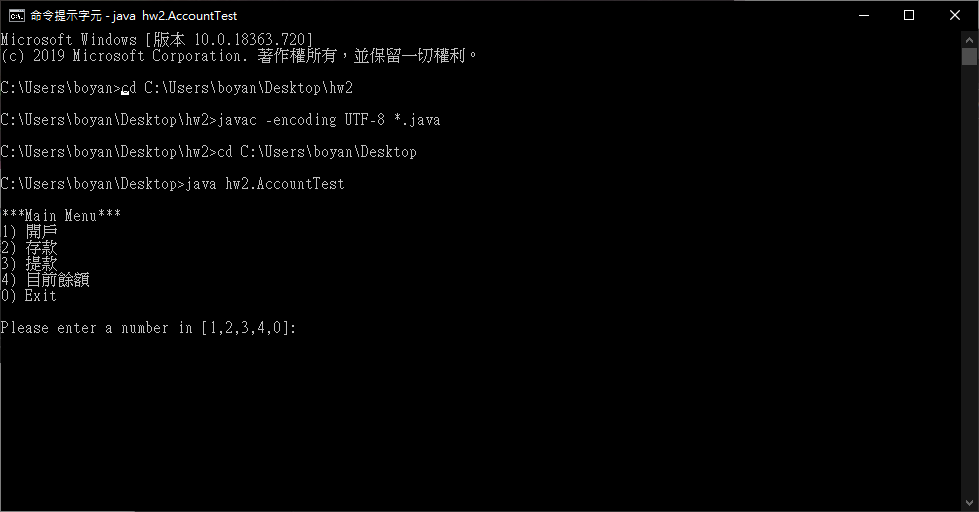 命令提示字元 - java  hw2.AccountTest
Microsoft Windows [版本 10.0.18363.720]
(c) 2019 Microsoft Corporation. 著作權所有，並保留一切權利。
C:\Users\boyan>cd C:\Users\boyan\Desktop\hw2
C:\Users\boyan\Desktop\hw2>javac -encoding UTF-8 *.java
C:\Users\boyan\Desktop\hw2>cd C:\Users\boyan\Desktop
C:\Users\boyan\Desktop>java hw2.AccountTest
***Main Menu***
1) 開戶
2) 存款
3) 提款
4) 目前餘額
0) Exit
Please enter a number in [1,2,3,4,0]: